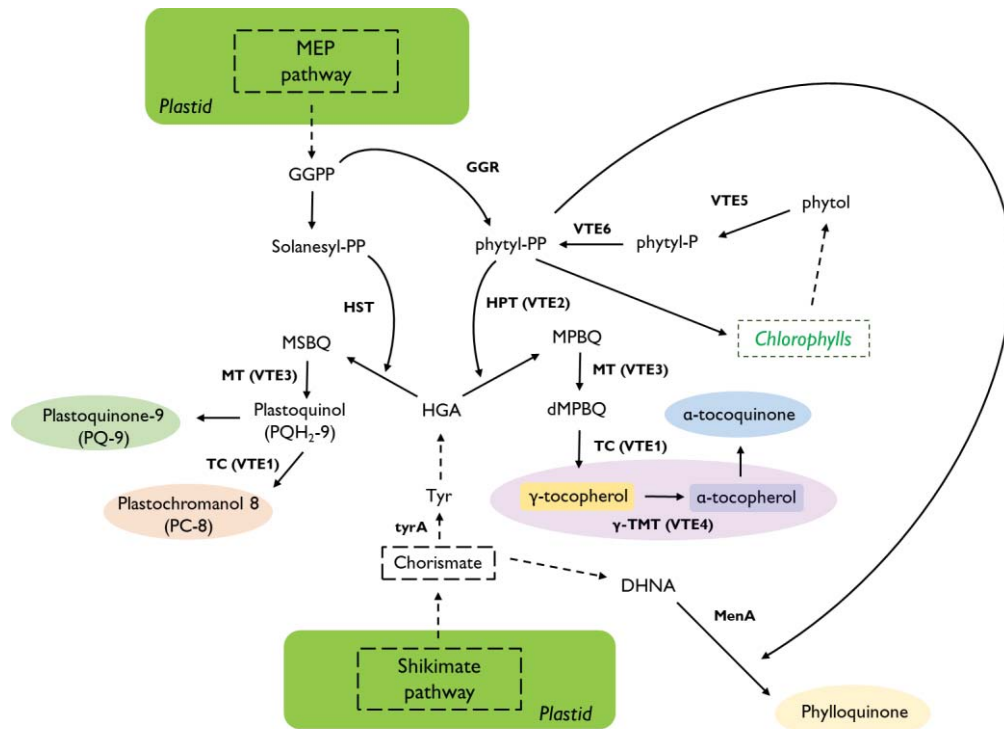 MEP
pathway
Plastid
GGPP
GGR
Solanesyl-PP
phytyl-PP
VTE6
phytyl-P
VTE5
phytol
HST
HPT (VTE2)
Chlorophylls
MSBQ
MPBQ
MT (VTE3)
MT (VTE3)
Plastoquinone-9
(PQ-9)
Plastoquinol
(PQH₂-9)
HGA
dMPBQ
α-tocoquinone
TC (VTE1)
TC (VTE1)
Plastochromanol 8
(PC-8)
Tyr
γ-tocopherol
α-tocopherol
γ-TMT (VTE4)
tyrA
Chorismate
DHNA
MenA
Shikimate
pathway
Plastid
Phylloquinone